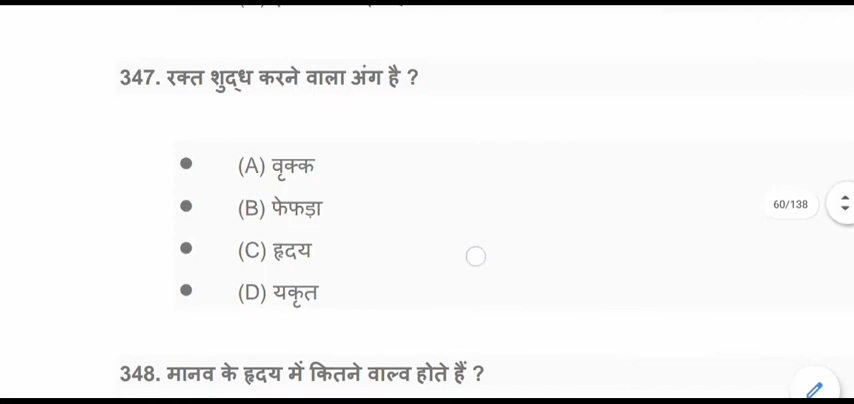 347. रक्त शुद्ध करने वाला अंग है ?
(A) वृक्क
(B) फेफड़ा
60/138
(C) हृदय
(D) यकृत
348. मानव के हृदय में कितने वाल्व होते हैं ?